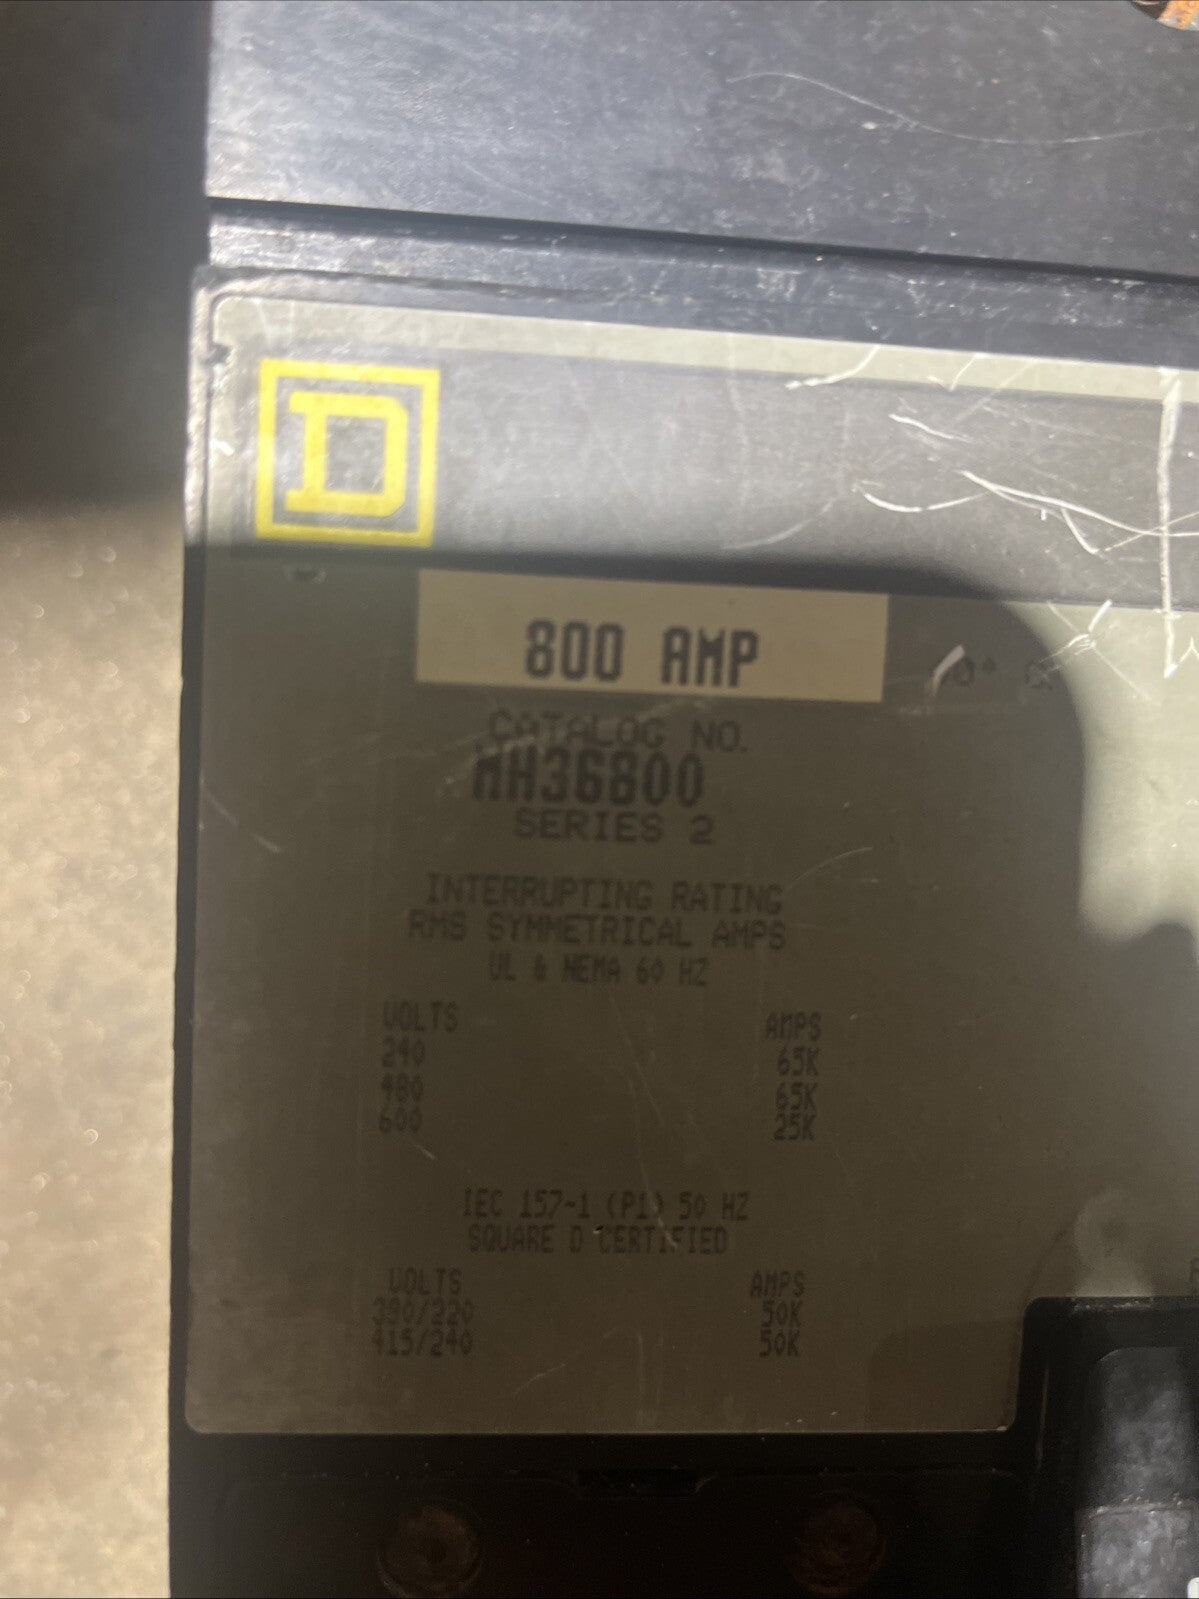 D
800 AMP
CATALOG NO.
MH36800
SERIES 2
INTERRUPTING RATING
RMS SYMMETRICAL AMPS
UL & NEMA 60 HZ
VOLTS AMPS
240 65K
480 65K
600 25K
IEC 157-1 (P1) 50 HZ
SQUARE D CERTIFIED
VOLTS AMPS
380/220 50K
415/240 50K